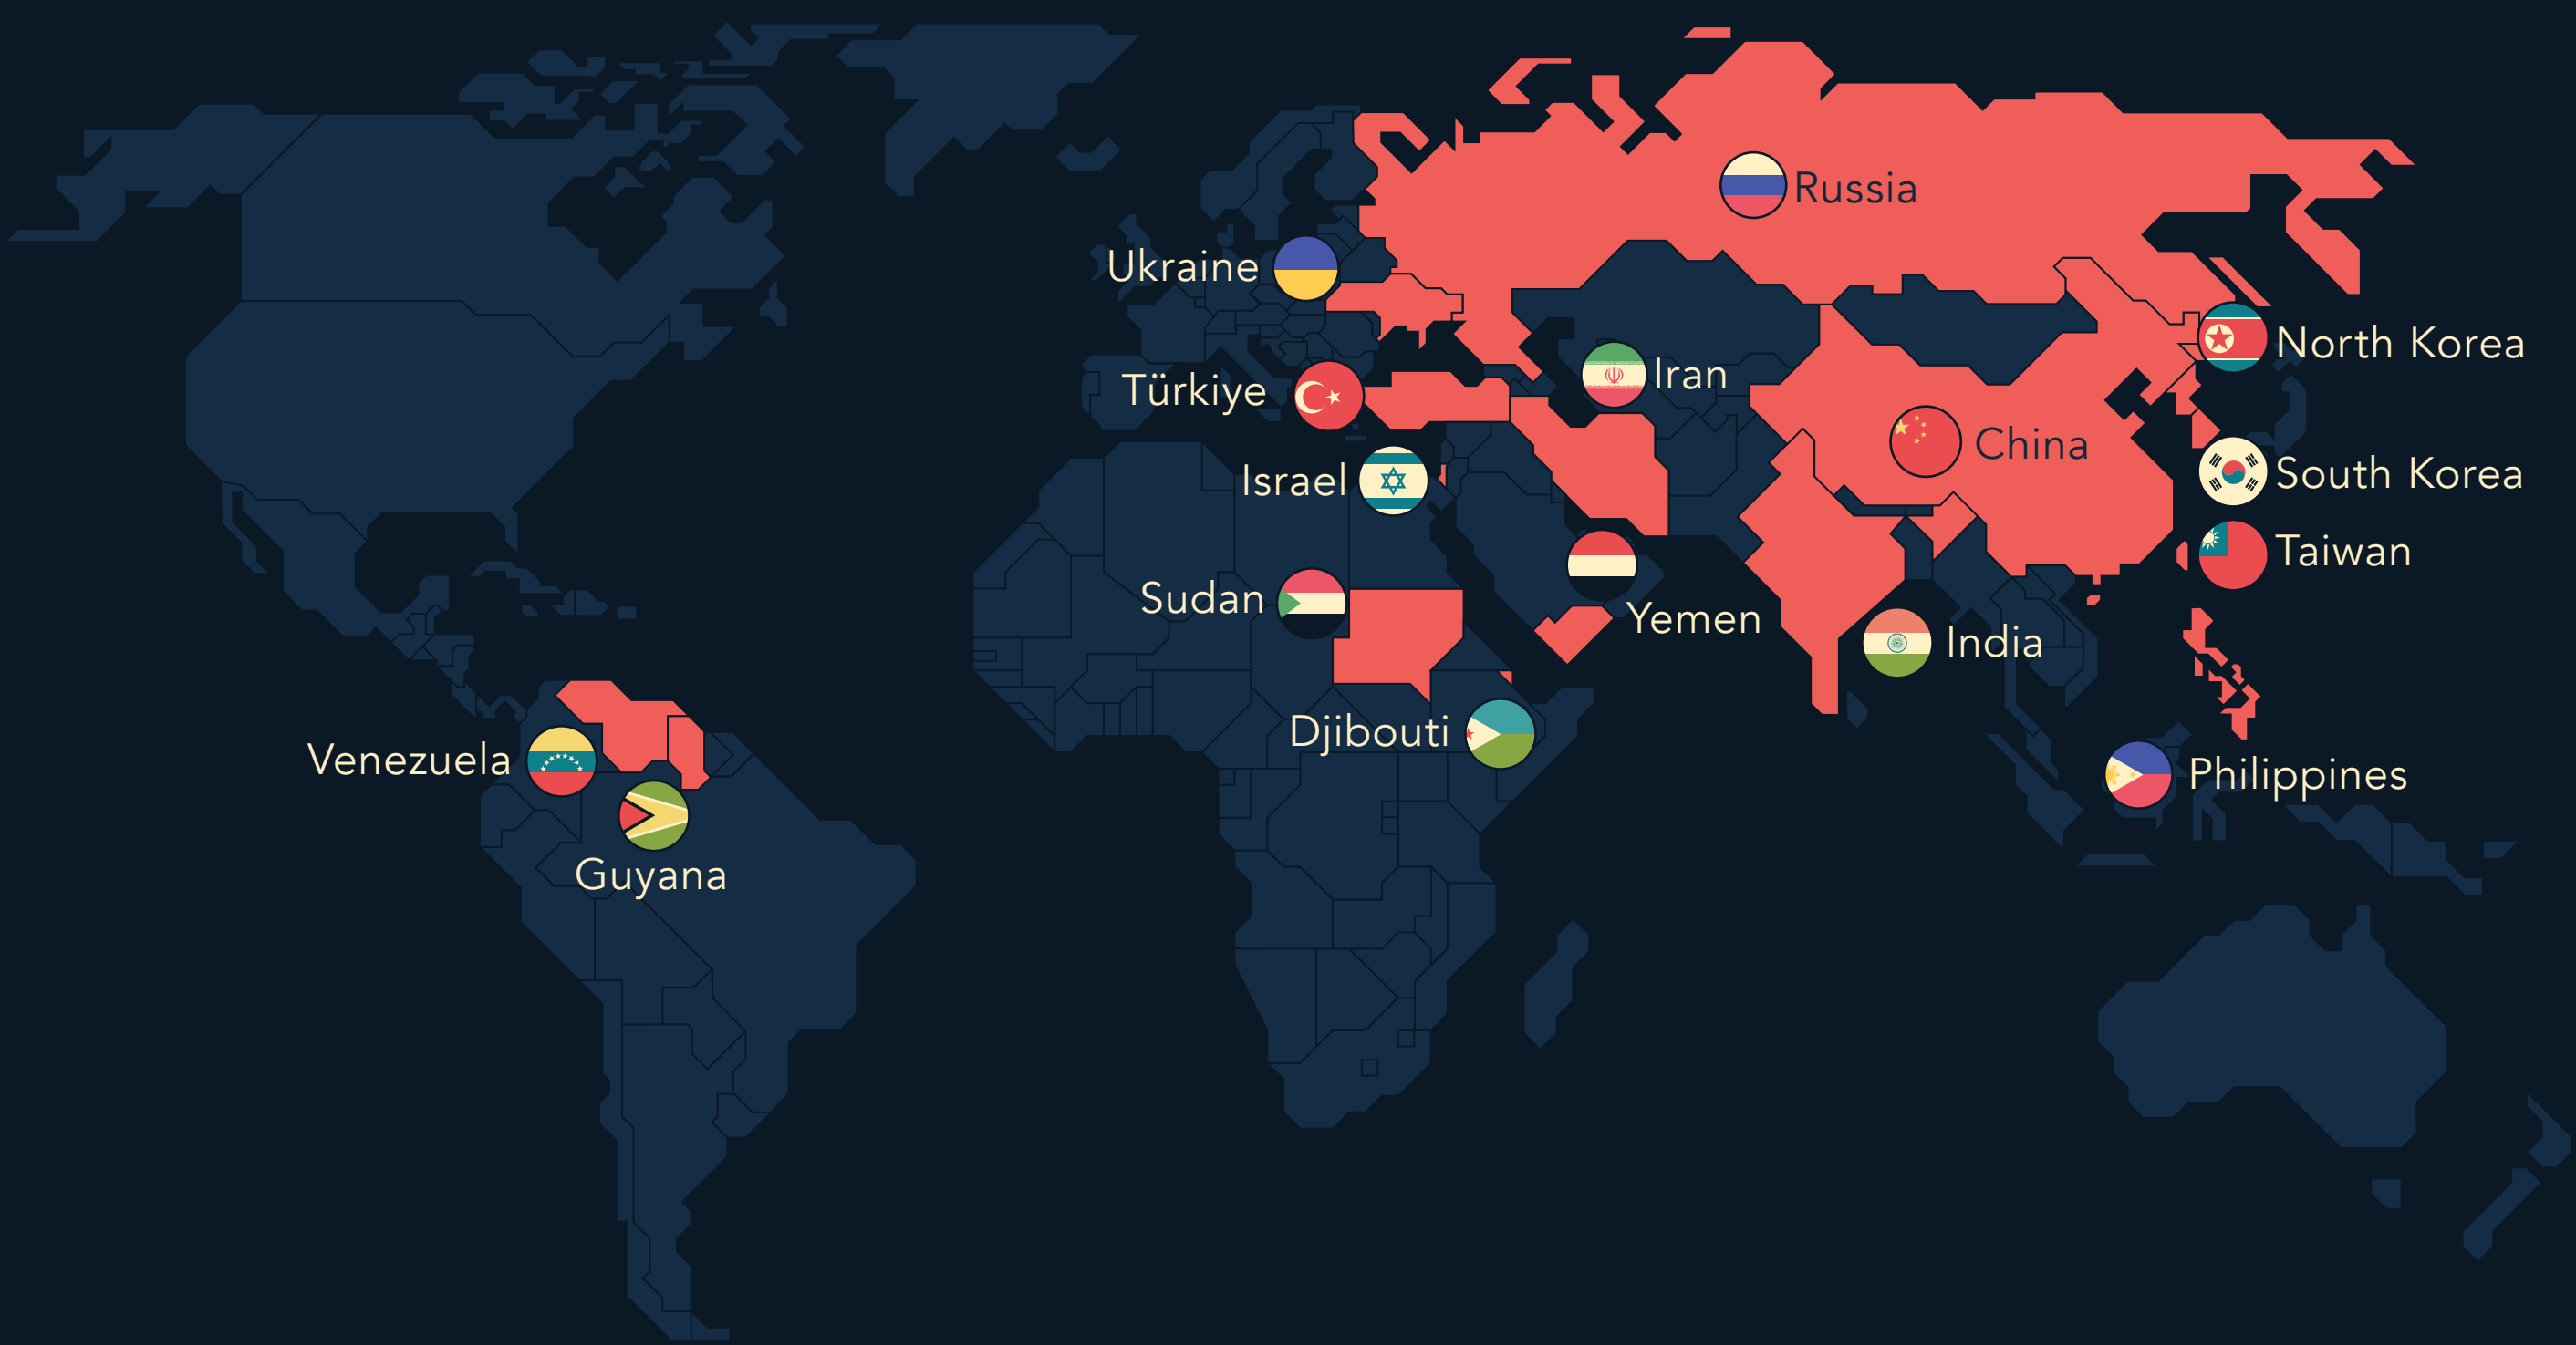 Russia
Ukraine
North Korea
Iran
Türkiye
China
Israel
South Korea
Taiwan
Sudan
Yemen
India
Djibouti
Venezuela
Philippines
Guyana